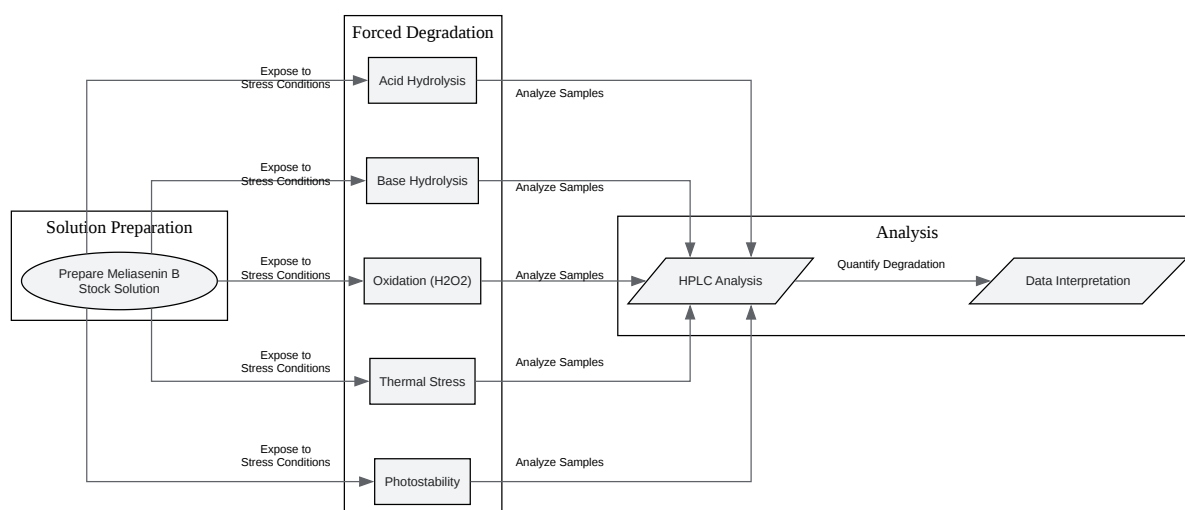 Forced Degradation
Expose to
Stress Conditions
Acid Hydrolysis
Analyze Samples
Expose to
Stress Conditions
Base Hydrolysis
Analyze Samples
Solution Preparation
Analysis
Prepare Meliasenin B
Stock Solution
Expose to
Stress Conditions
Oxidation (H2O2)
Analyze Samples
HPLC Analysis
Quantify Degradation
Data Interpretation
Expose to
Stress Conditions
Thermal Stress
Analyze Samples
Expose to
Stress Conditions
Photostability
Analyze Samples